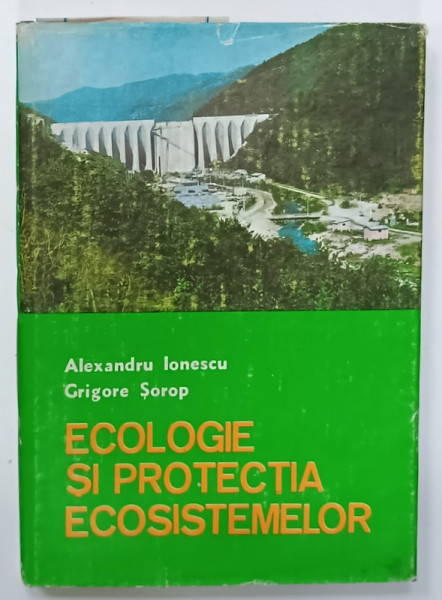 Alexandru Ionescu
Grigore Șorop
ECOLOGIE
ȘI PROTECȚIA
ECOSISTEMELOR